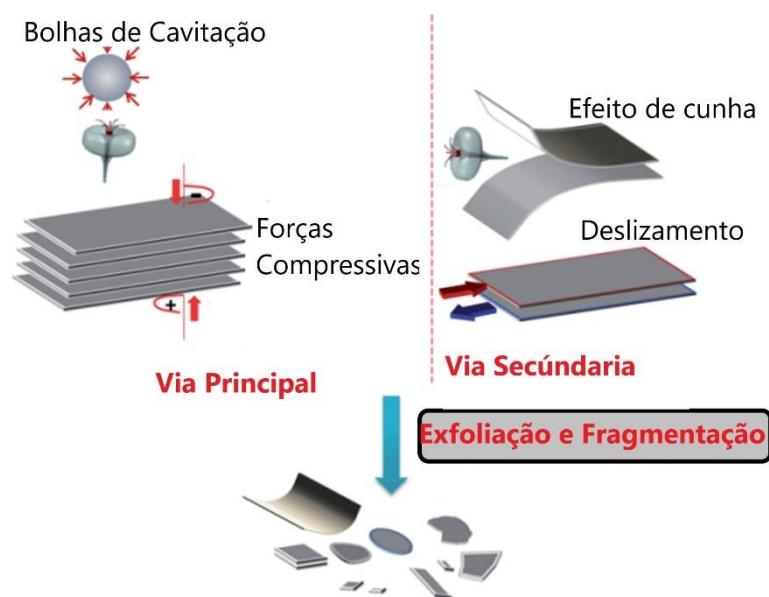 Bolhas de Cavitação
Forças
Compressivas
Via Principal
Efeito de cunha
Deslizamento
Via Secúndaria
Exfoliação e Fragmentação